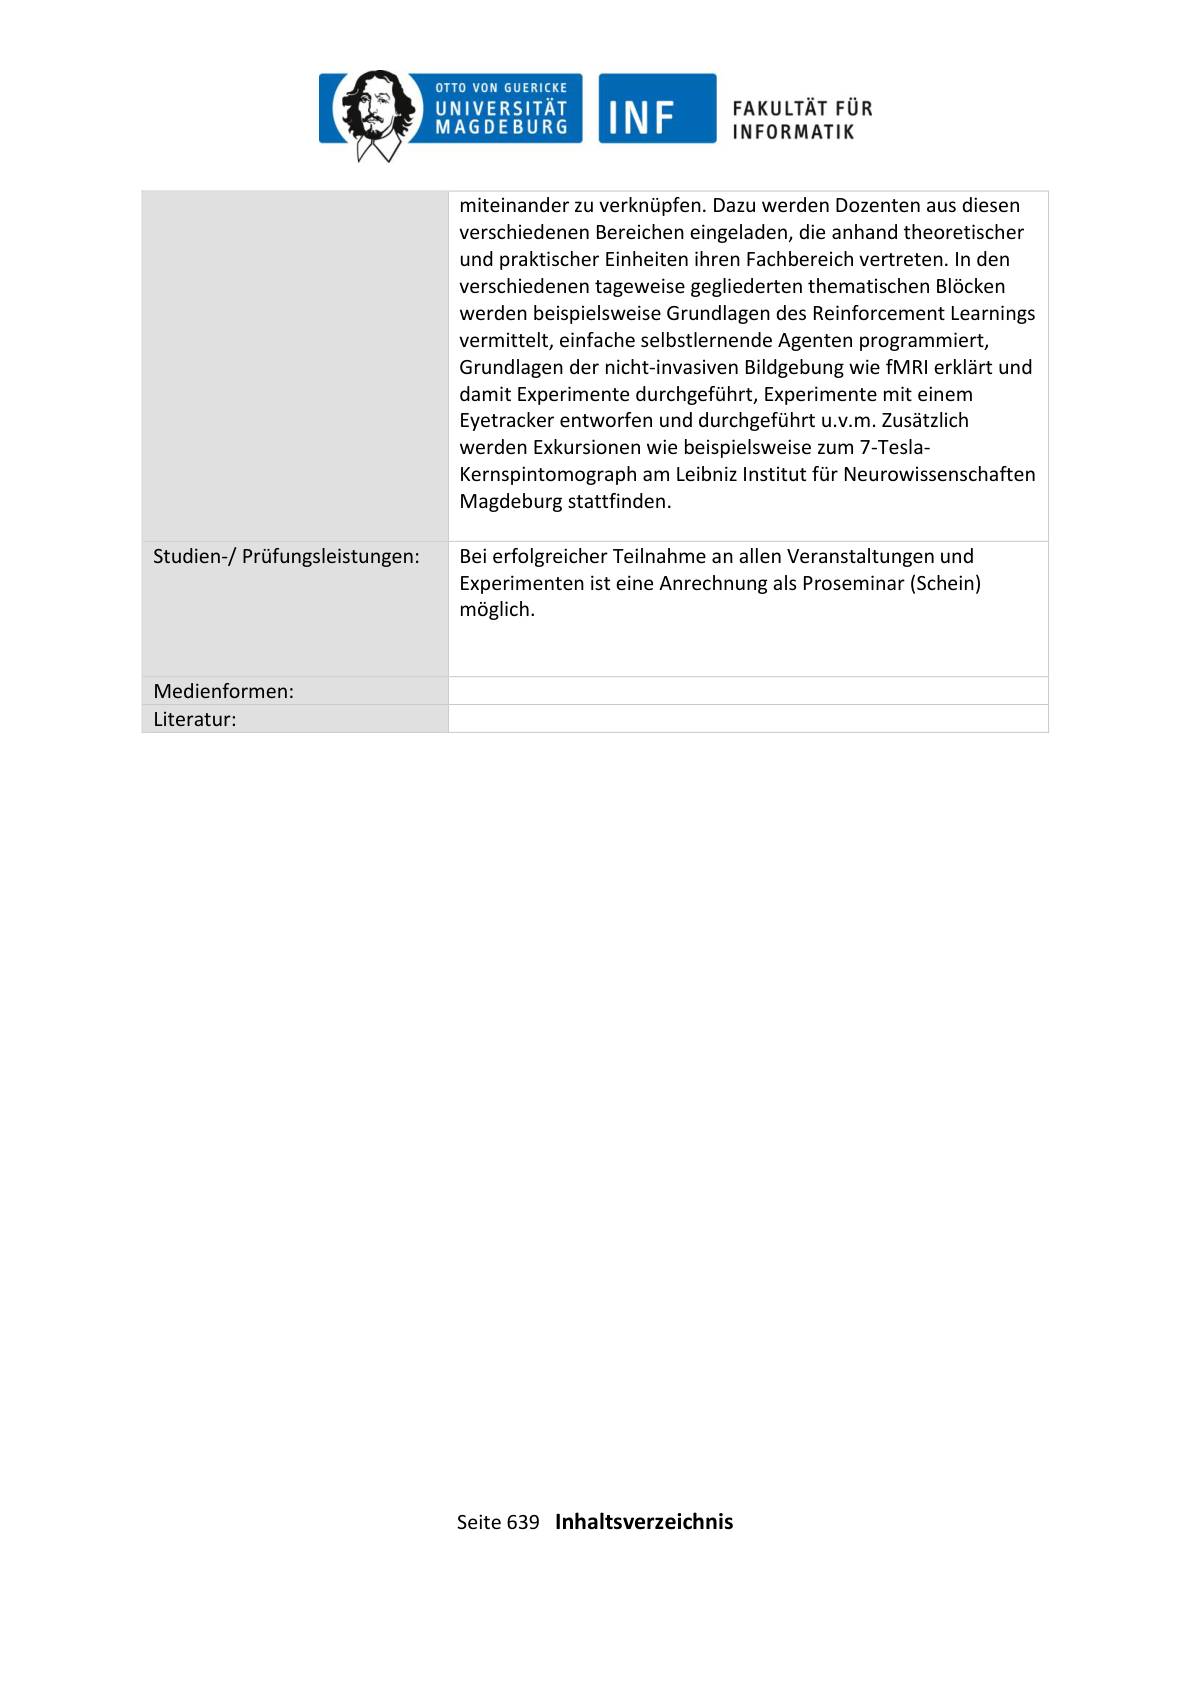 OTTO VON GUERICKE
UNIVERSITÄT
MAGDEBURG
INF
FAKULTÄT FÜR
INFORMATIK
miteinander zu verknüpfen. Dazu werden Dozenten aus diesen
verschiedenen Bereichen eingeladen, die anhand theoretischer
und praktischer Einheiten ihren Fachbereich vertreten. In den
verschiedenen tageweise gegliederten thematischen Blöcken
werden beispielsweise Grundlagen des Reinforcement Learnings
vermittelt, einfache selbstlernende Agenten programmiert,
Grundlagen der nicht-invasiven Bildgebung wie fMRI erklärt und
damit Experimente durchgeführt, Experimente mit einem
Eyetracker entworfen und durchgeführt u.v.m. Zusätzlich
werden Exkursionen wie beispielsweise zum 7-Tesla-
Kernspintomograph am Leibniz Institut für Neurowissenschaften
Magdeburg stattfinden.
Studien-/ Prüfungsleistungen:
Bei erfolgreicher Teilnahme an allen Veranstaltungen und
Experimenten ist eine Anrechnung als Proseminar (Schein)
möglich.
Medienformen:
Literatur:
Seite 639 Inhaltsverzeichnis